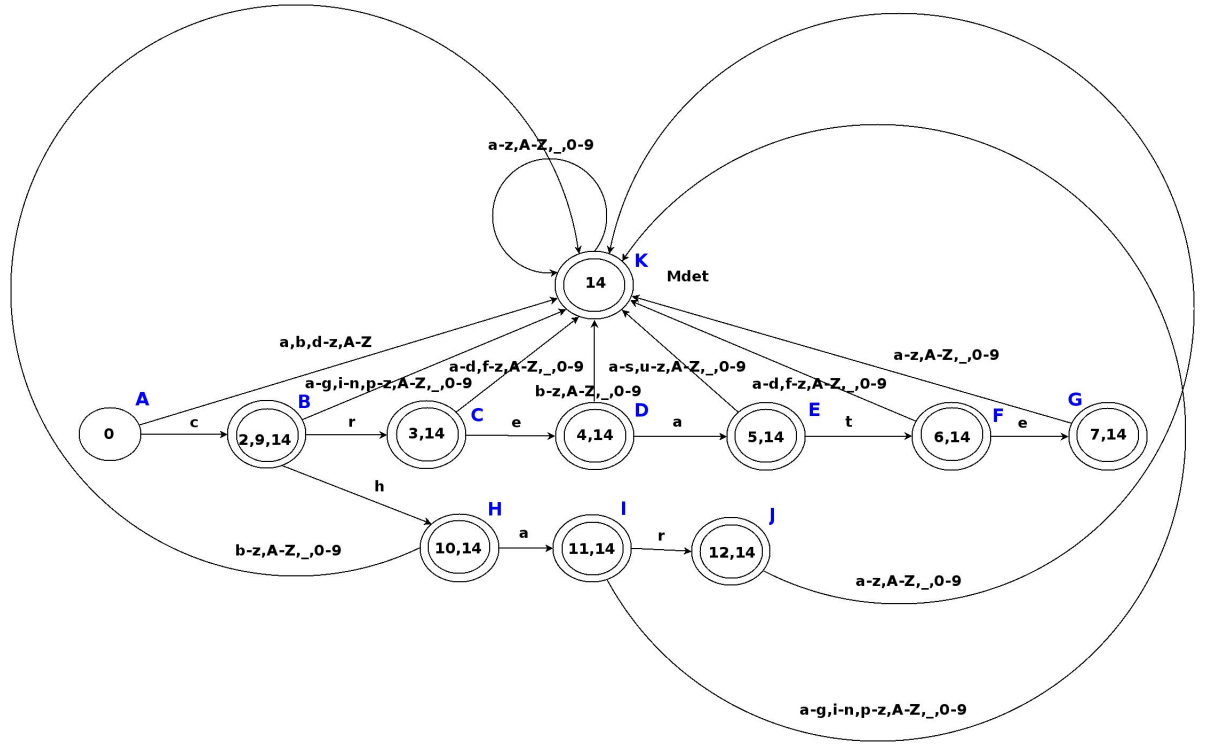 a-z,A-Z,_,0-9
K
14
Mdet
a,b,d-z,A-Z
a-z,A-Z,_,0-9
a-d,f-z,A-Z,_,0-9
a-s,u-z,A-Z,_,0-9
a-g,i-n,p-z,A-Z,_,0-9
a-d,f-z,A-Z,_,0-9
b-z,A-Z,_,0-9
A
B
C
D
E
F
G
0
c
2,9,14
r
3,14
e
4,14
a
5,14
t
6,14
e
7,14
h
H
I
J
b-z,A-Z,_,0-9
10,14
a
11,14
r
12,14
a-z,A-Z,_,0-9
a-g,i-n,p-z,A-Z,_,0-9